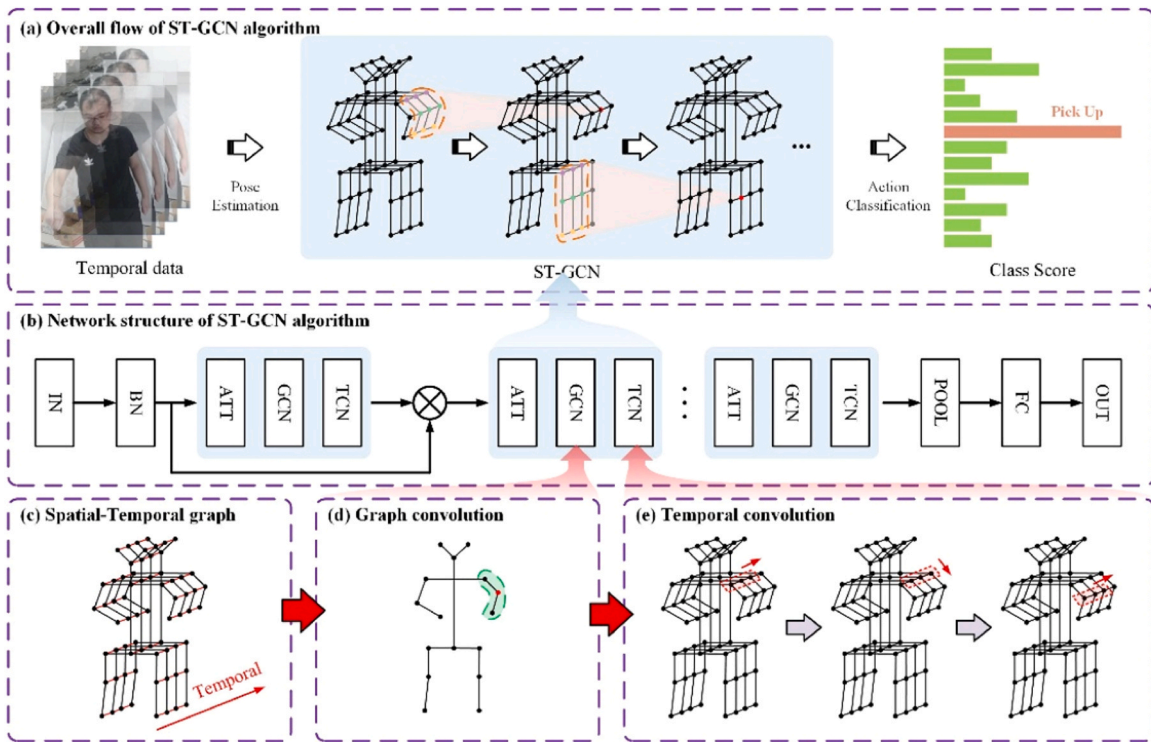 (a) Overall flow of ST-GCN algorithm
Pick Up
Pose
Estimation
...
Action
Classification
Temporal data
ST-GCN
Class Score
(b) Network structure of ST-GCN algorithm
IN
BN
ATT
GCN
TCN
ATT
GCN
TCN
ATT
GCN
TCN
POOL
FC
OUT
(c) Spatial-Temporal graph
(d) Graph convolution
(e) Temporal convolution
Temporal